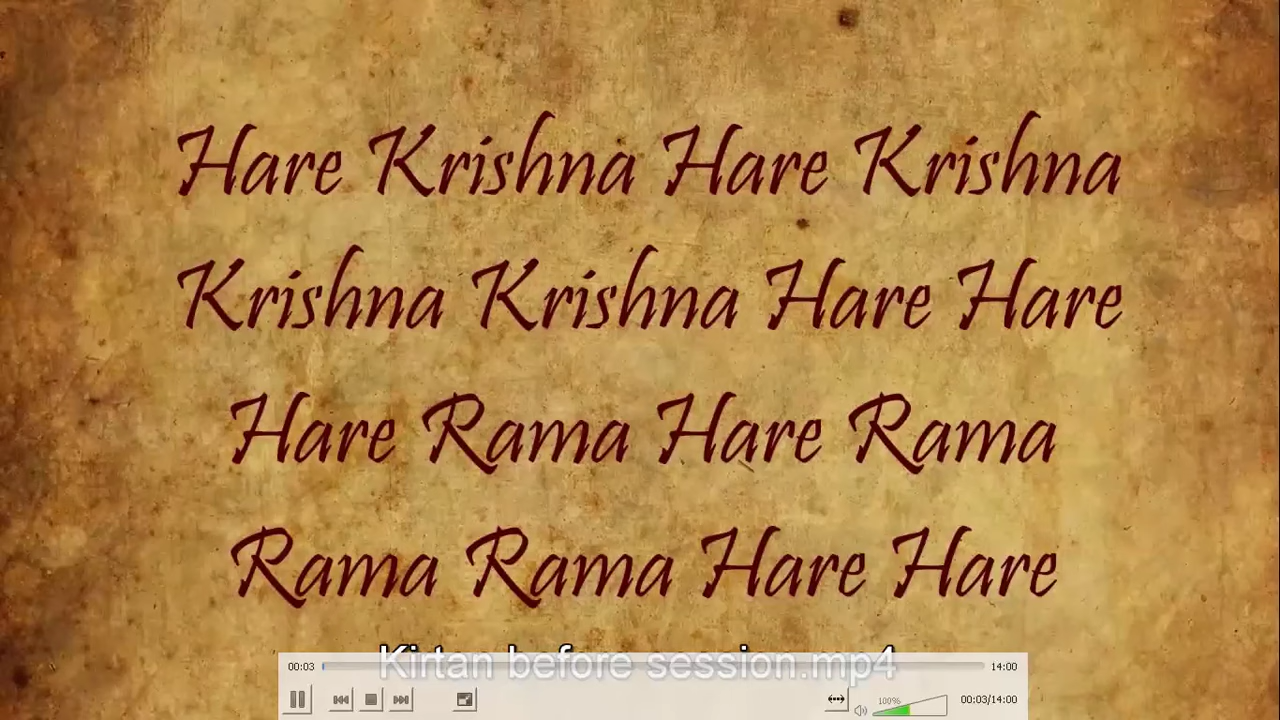 Hare Krishna Hare Krishna
Krishna Krishna Hare Hare
Hare Rama Hare Rama
Rama Rama Hare Hare
Kirtan before session.mp4
00:03 14:00
100% 00:03/14:00